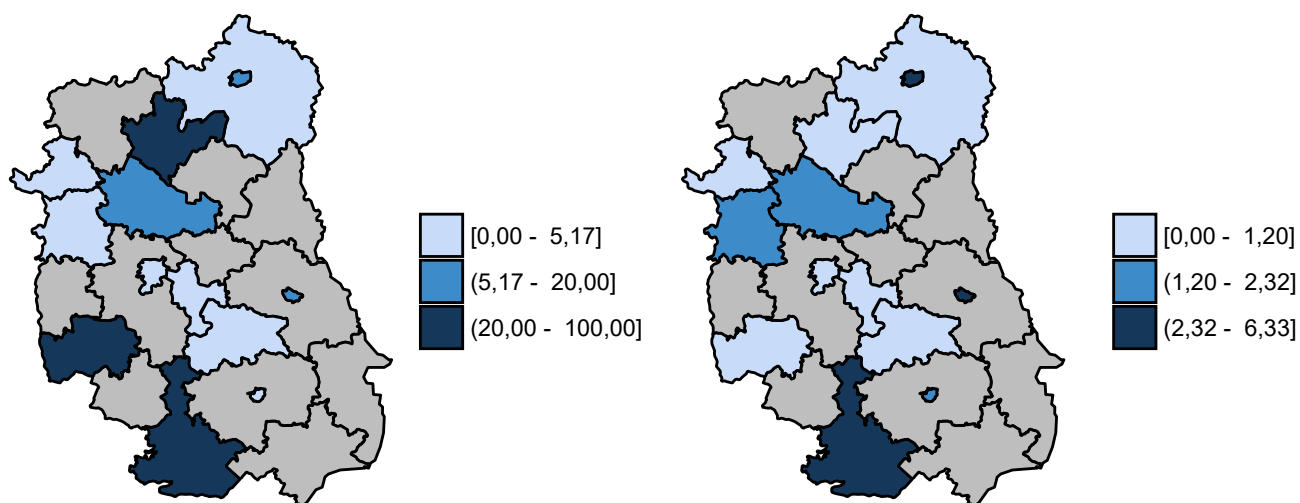 [0,00 - 5,17]
(5,17 - 20,00]
(20,00 - 100,00]
[0,00 - 1,20]
(1,20 - 2,32]
(2,32 - 6,33]